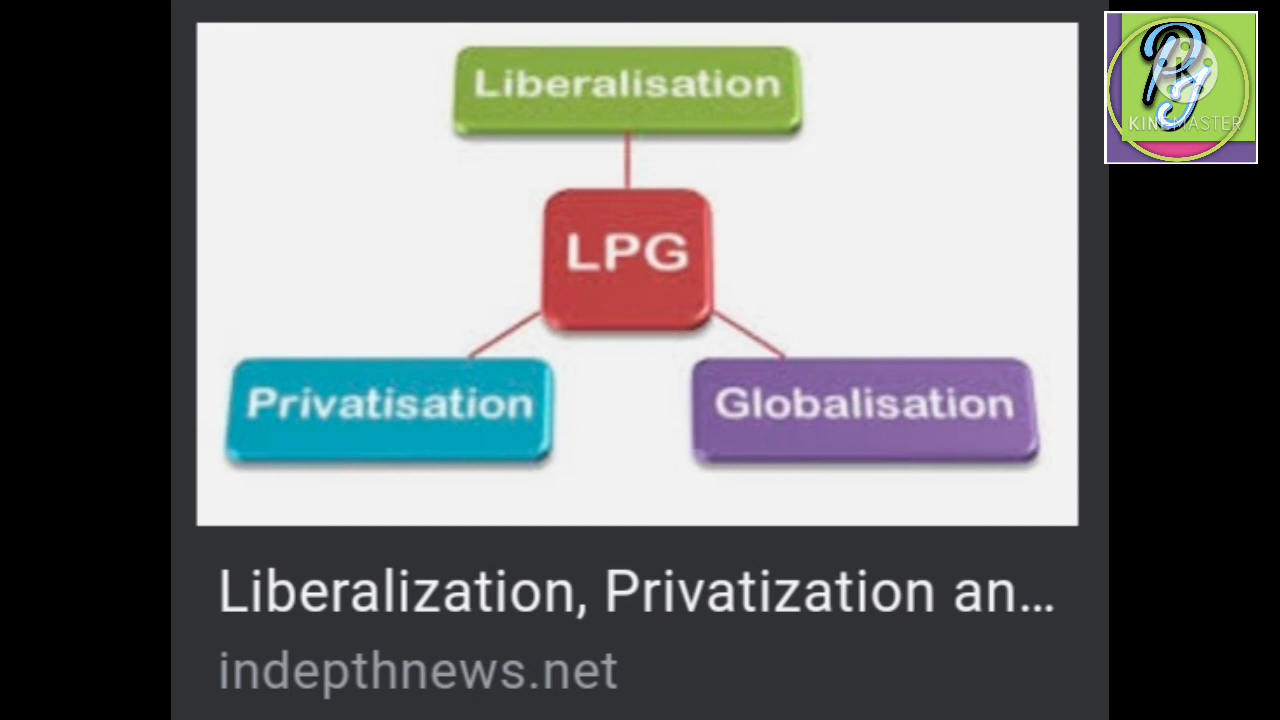 Liberalisation
LPG
Privatisation
Globalisation
Liberalization, Privatization an...
indepthnews.net
KINEMASTER